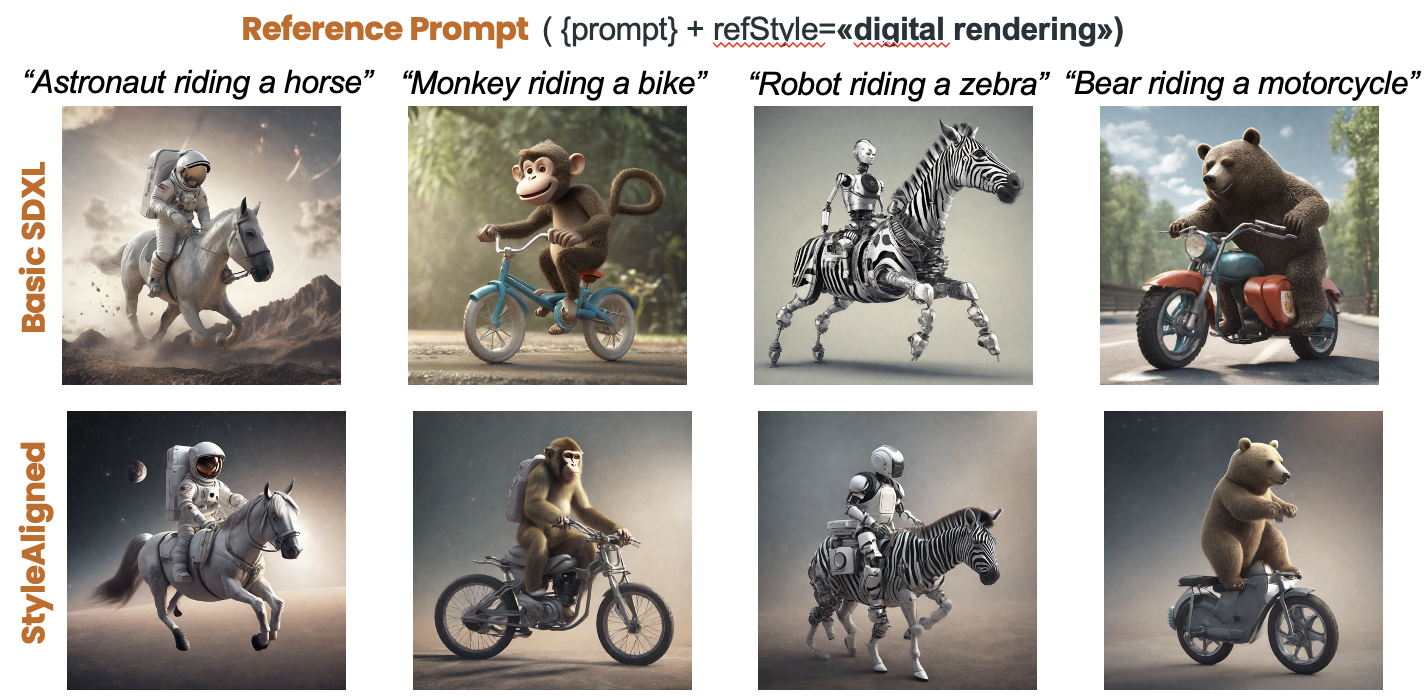 Reference Prompt ( {prompt} + refStyle=«digital rendering»)
“Astronaut riding a horse” “Monkey riding a bike” “Robot riding a zebra” “Bear riding a motorcycle”
Basic SDXL
StyleAligned